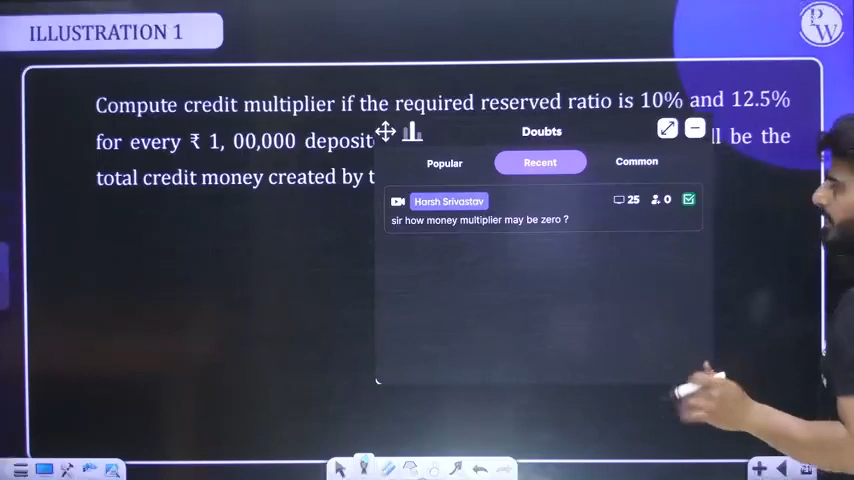 ILLUSTRATION 1
PW
Compute credit multiplier if the required reserved ratio is 10% and 12.5%
for every ₹ 1, 00,000 deposit
ll be the
total credit money created by t
Doubts
Popular
Recent
Common
Harsh Srivastav
25
0
sir how money multiplier may be zero ?